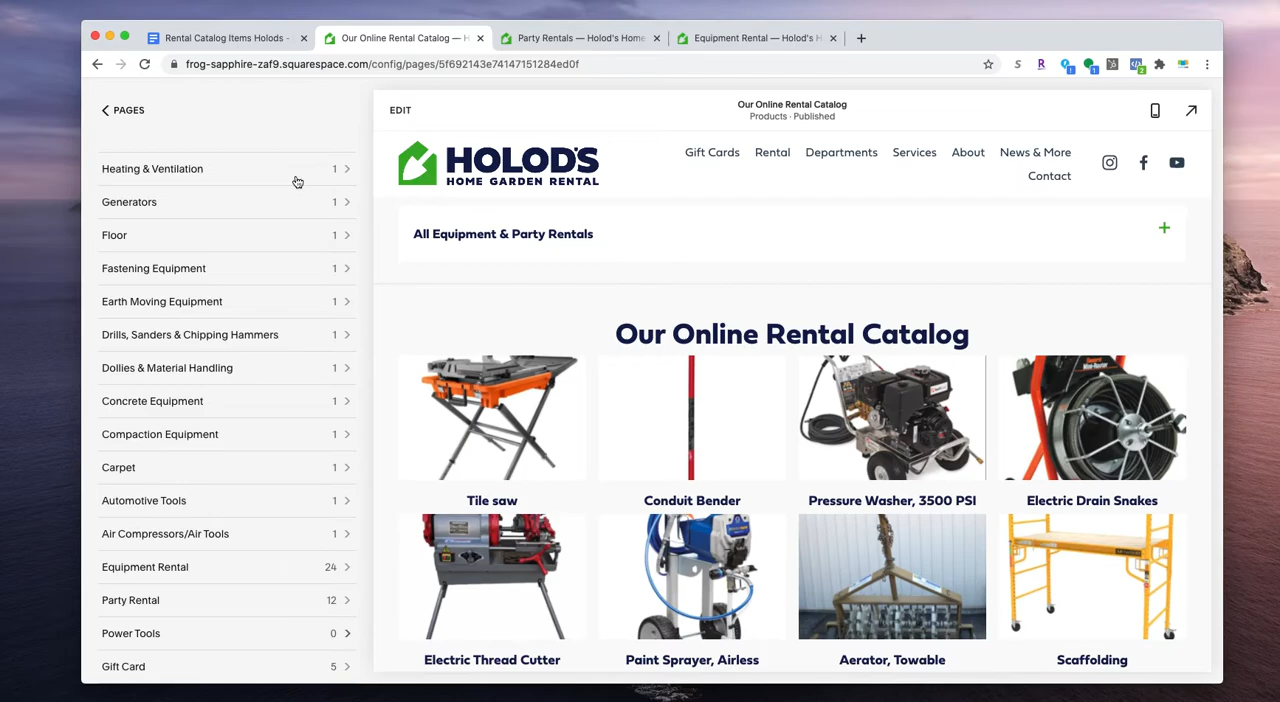 Rental Catalog Items Holods -
Our Online Rental Catalog — H
Party Rentals — Holod's Home
Equipment Rental — Holod's H
frog-sapphire-zaf9.squarespace.com/config/pages/5f692143e74147151284ed0f
S R 1 1 2
PAGES
Heating & Ventilation 1
Generators 1
Floor 1
Fastening Equipment 1
Earth Moving Equipment 1
Drills, Sanders & Chipping Hammers 1
Dollies & Material Handling 1
Concrete Equipment 1
Compaction Equipment 1
Carpet 1
Automotive Tools 1
Air Compressors/Air Tools 1
Equipment Rental 24
Party Rental 12
Power Tools 0
Gift Card 5
EDIT
Our Online Rental Catalog
Products · Published
HOLOD'S
HOME GARDEN RENTAL
Gift Cards Rental Departments Services About News & More
Contact
All Equipment & Party Rentals
Our Online Rental Catalog
Tile saw
Conduit Bender
Pressure Washer, 3500 PSI
Electric Drain Snakes
Electric Thread Cutter
Paint Sprayer, Airless
Aerator, Towable
Scaffolding